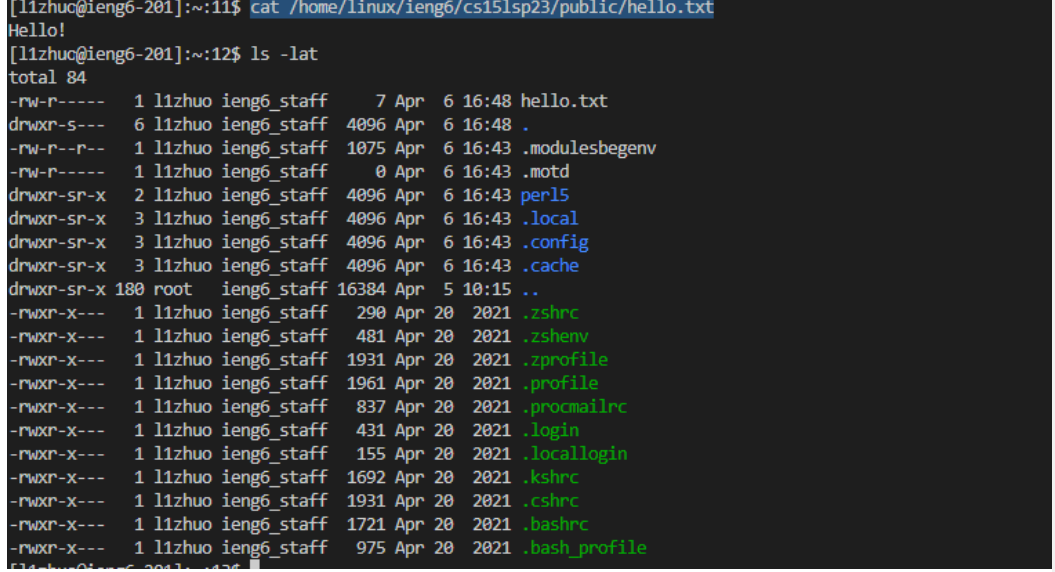 [l1zhuo@ieng6-201]:~:11$ cat /home/linux/ieng6/cs15lsp23/public/hello.txt
Hello!
[l1zhuo@ieng6-201]:~:12$ ls -lat
total 84
-rw-r-----   1 l1zhuo ieng6_staff     7 Apr  6 16:48 hello.txt
drwxr-s---   6 l1zhuo ieng6_staff  4096 Apr  6 16:48 .
-rw-r--r--   1 l1zhuo ieng6_staff  1075 Apr  6 16:43 .modulesbegenv
-rw-r-----   1 l1zhuo ieng6_staff     0 Apr  6 16:43 .motd
drwxr-sr-x   2 l1zhuo ieng6_staff  4096 Apr  6 16:43 perl5
drwxr-sr-x   3 l1zhuo ieng6_staff  4096 Apr  6 16:43 .local
drwxr-sr-x   3 l1zhuo ieng6_staff  4096 Apr  6 16:43 .config
drwxr-sr-x   3 l1zhuo ieng6_staff  4096 Apr  6 16:43 .cache
drwxr-sr-x 180 root   ieng6_staff 16384 Apr  5 10:15 ..
-rwxr-x---   1 l1zhuo ieng6_staff   290 Apr 20  2021 .zshrc
-rwxr-x---   1 l1zhuo ieng6_staff   481 Apr 20  2021 .zshenv
-rwxr-x---   1 l1zhuo ieng6_staff  1931 Apr 20  2021 .zprofile
-rwxr-x---   1 l1zhuo ieng6_staff  1961 Apr 20  2021 .profile
-rwxr-x---   1 l1zhuo ieng6_staff   837 Apr 20  2021 .procmailrc
-rwxr-x---   1 l1zhuo ieng6_staff   431 Apr 20  2021 .login
-rwxr-x---   1 l1zhuo ieng6_staff   155 Apr 20  2021 .locallogin
-rwxr-x---   1 l1zhuo ieng6_staff  1692 Apr 20  2021 .kshrc
-rwxr-x---   1 l1zhuo ieng6_staff  1931 Apr 20  2021 .cshrc
-rwxr-x---   1 l1zhuo ieng6_staff  1721 Apr 20  2021 .bashrc
-rwxr-x---   1 l1zhuo ieng6_staff   975 Apr 20  2021 .bash_profile